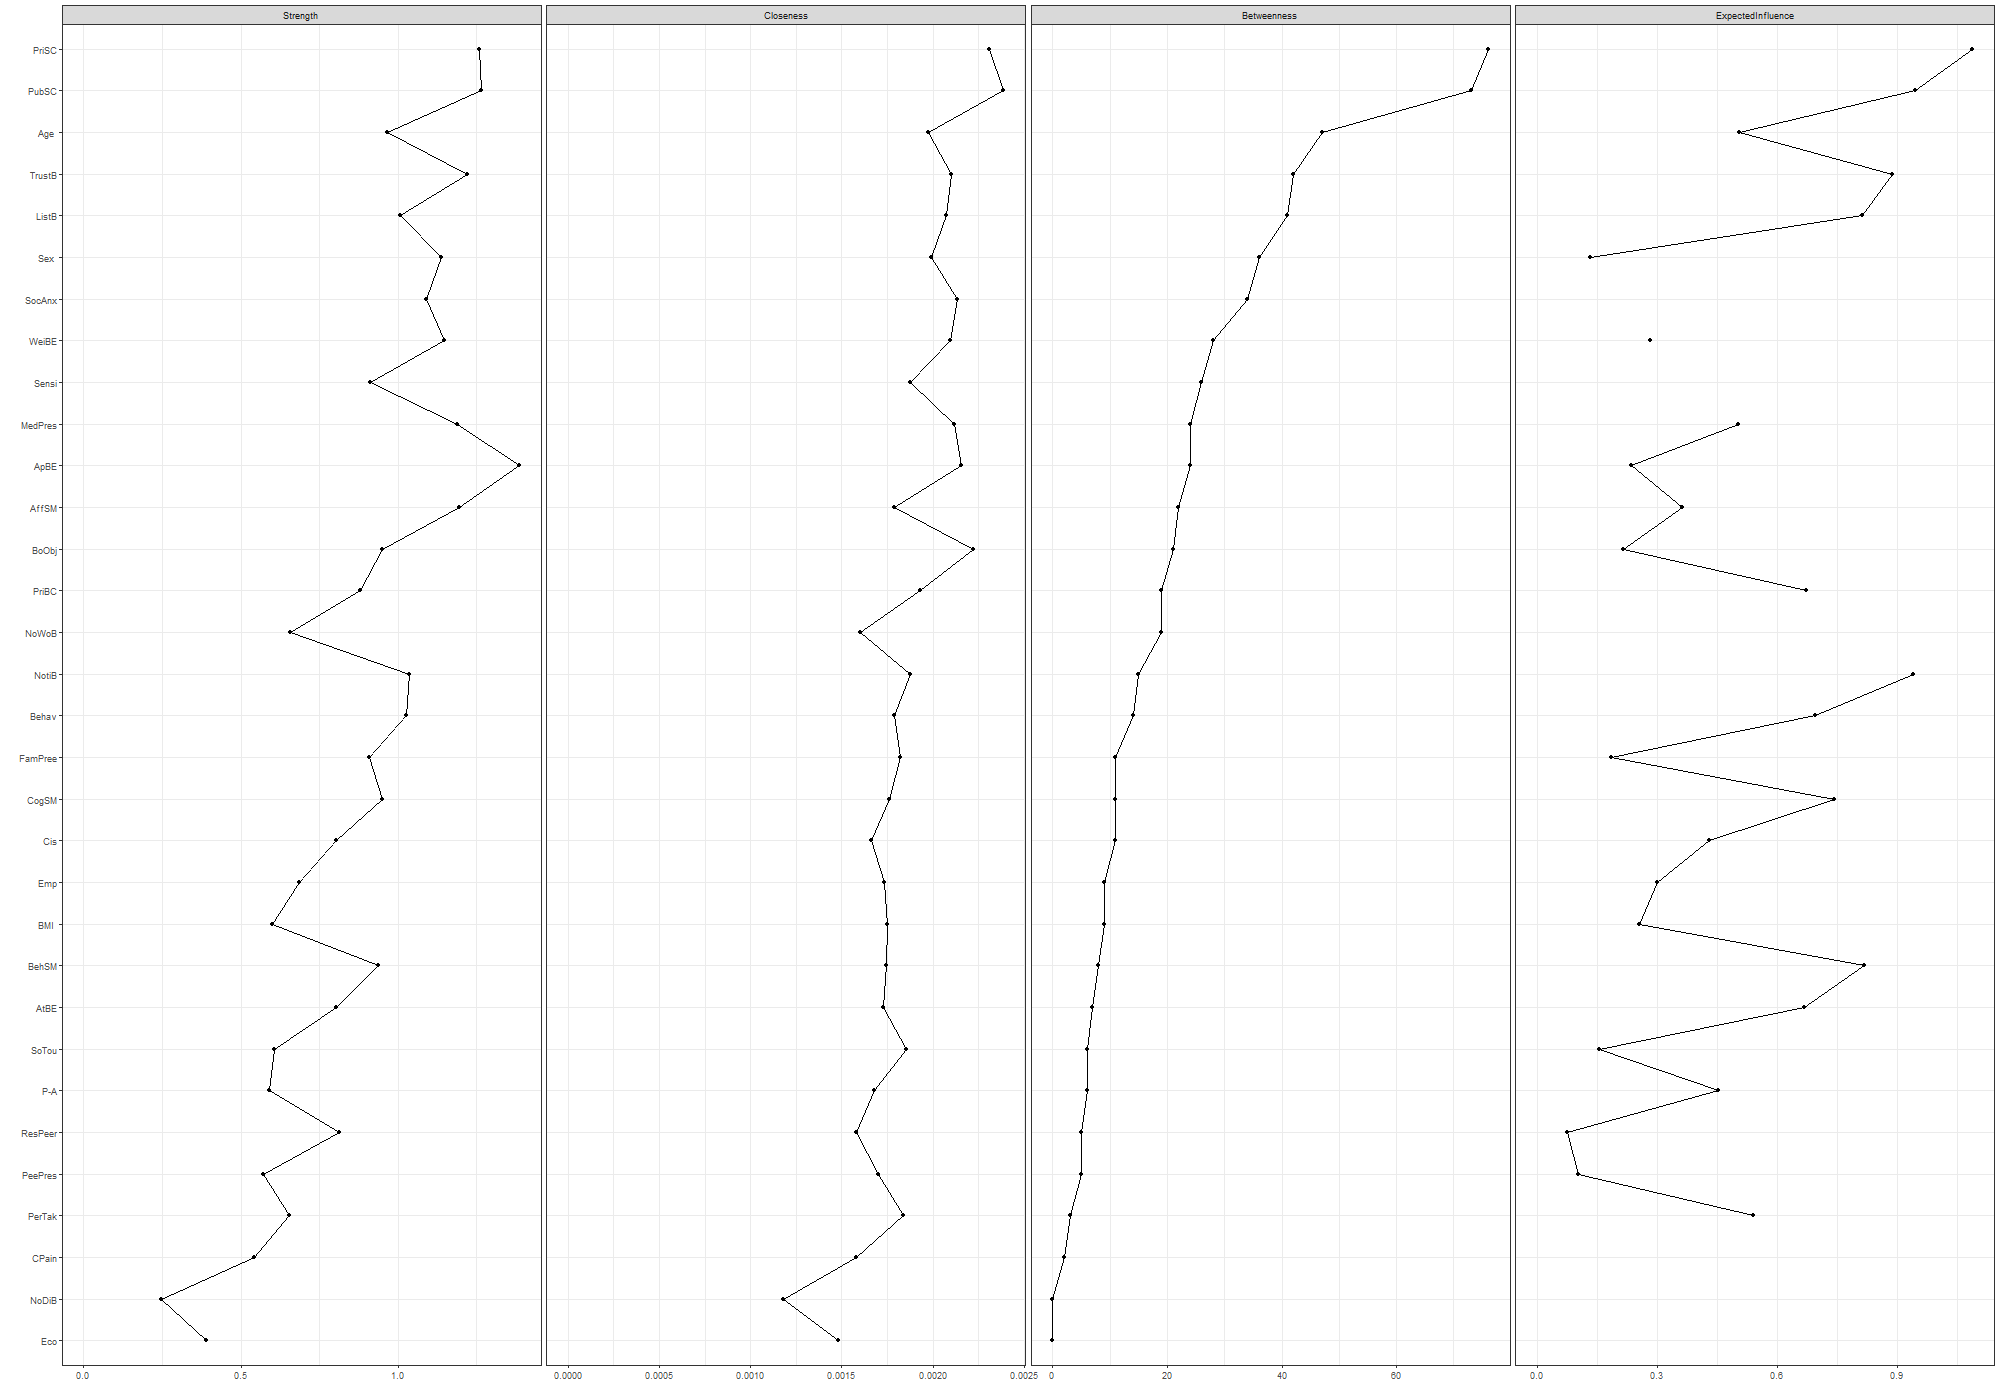 Strength Closeness Betweenness ExpectedInfluence
PriSC
PubSC
Age
TrustB
ListB
Sex
SocAnx
WeiBE
Sensi
MedPres
ApBE
AffSM
BoObj
PriBC
NoWoB
NotiB
Behav
FamPree
CogSM
Cis
Emp
BMI
BehSM
AtBE
SoTou
P-A
ResPeer
PeePres
PerTak
CPain
NoDiB
Eco
0.0 0.5 1.0 0.0000 0.0005 0.0010 0.0015 0.0020 0.0025 0 20 40 60 0.0 0.3 0.6 0.9